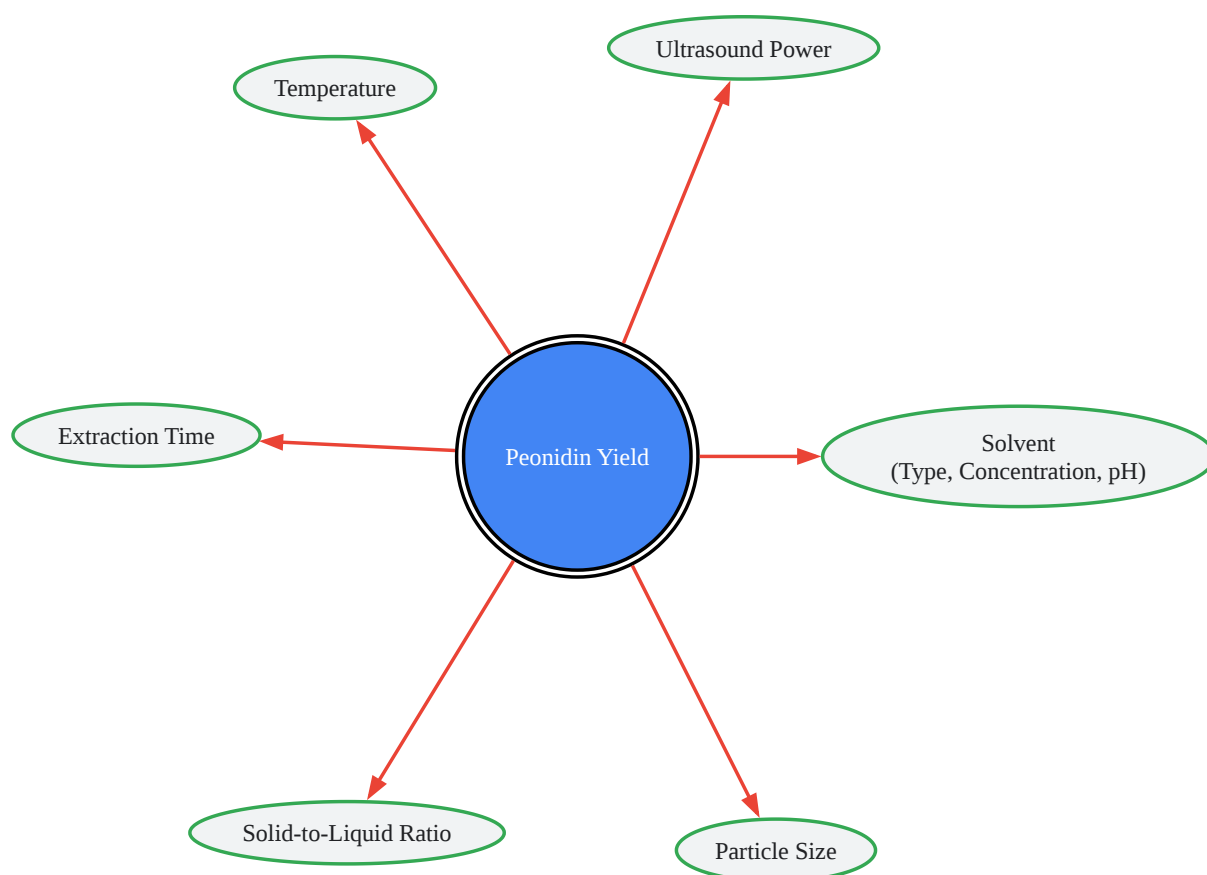 Ultrasound Power
Temperature
Extraction Time
Peonidin Yield
Solvent
(Type, Concentration, pH)
Solid-to-Liquid Ratio
Particle Size